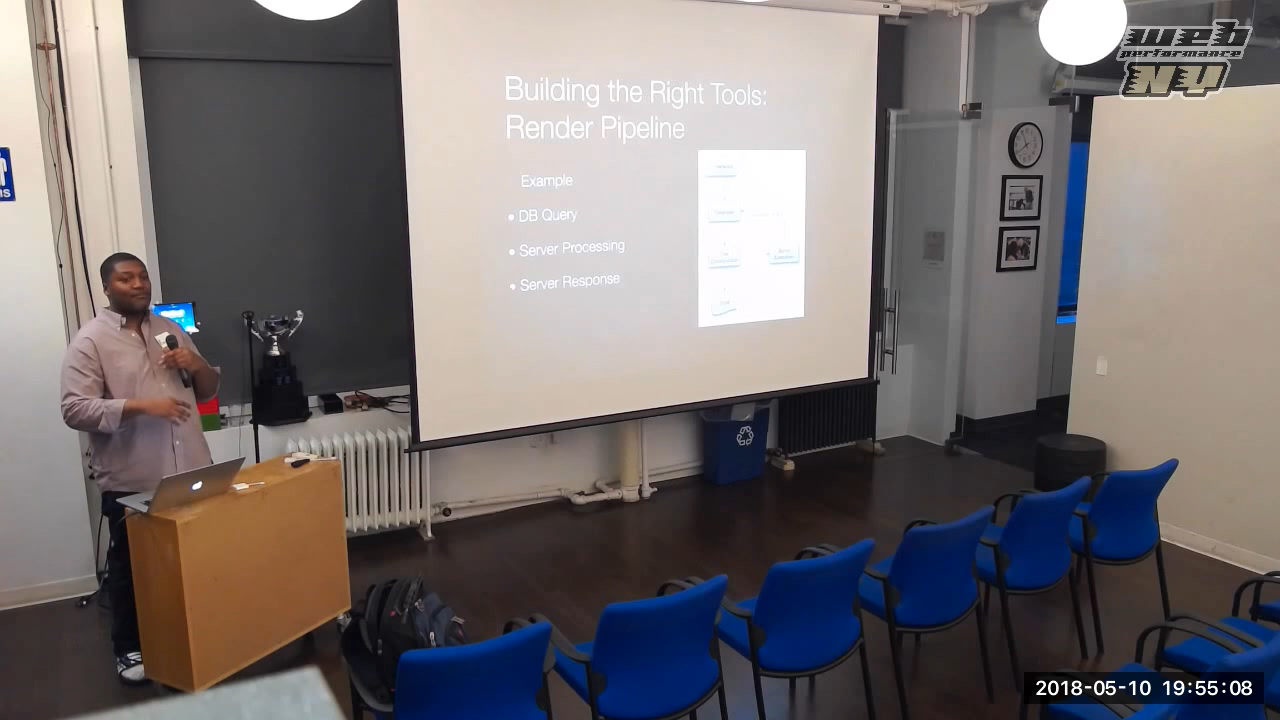 web
performance
NY
Building the Right Tools:
Render Pipeline
Example
• DB Query
• Server Processing
• Server Response
2018-05-10 19:55:08